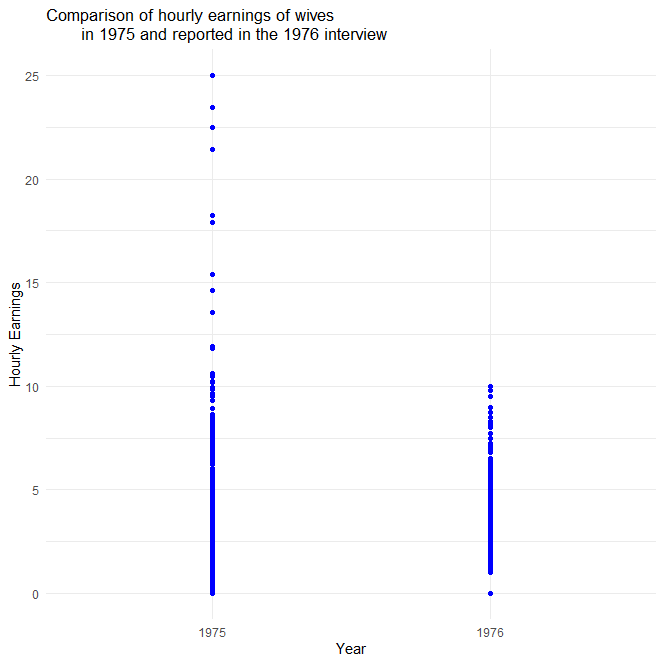 Comparison of hourly earnings of wives
in 1975 and reported in the 1976 interview
25
20
15
10
5
0
Hourly Earnings
1975 1976
Year